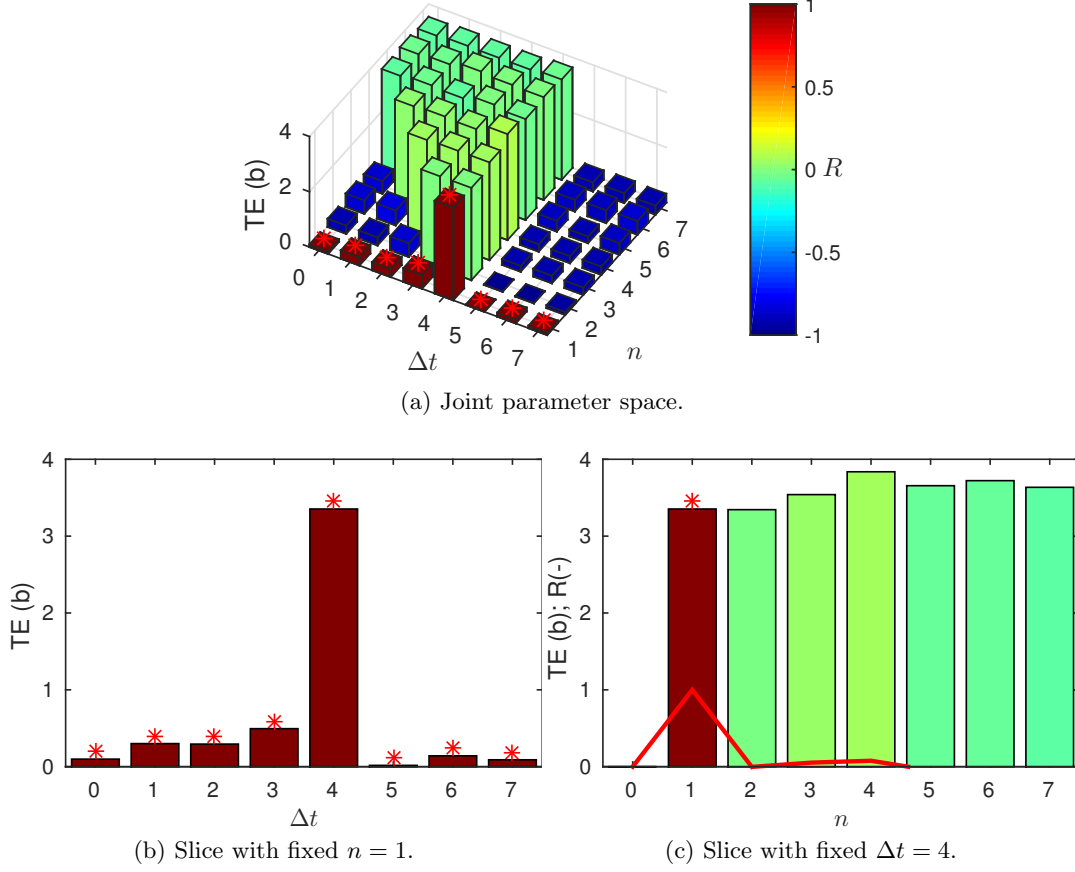 4
2
0
TE (b)
0
1
2
3
4
5
6
7
Δt
1
2
3
4
5
6
7
n
1
0.5
0
-0.5
-1
R
(a) Joint parameter space.
4
3
2
1
0
TE (b)
0 1 2 3 4 5 6 7
Δt
(b) Slice with fixed n = 1.
4
3
2
1
0
TE (b); R(-)
0 1 2 3 4 5 6 7
n
(c) Slice with fixed Δt = 4.